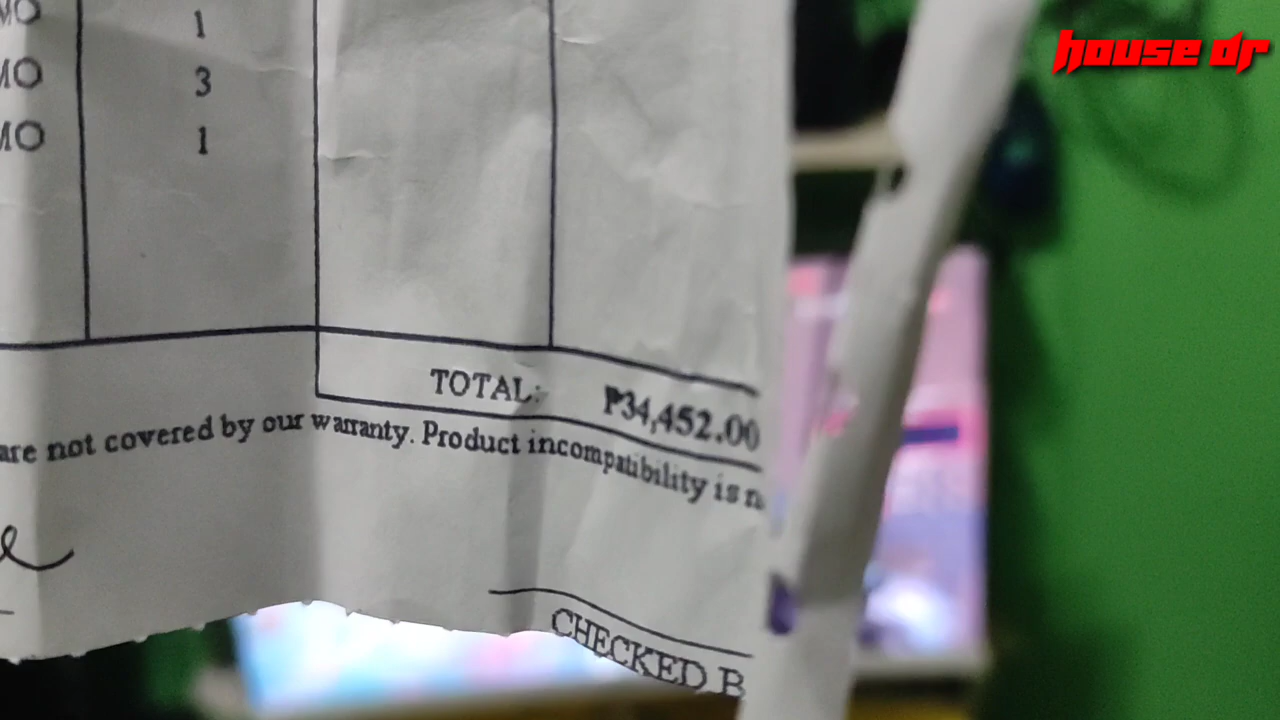 HOUSE DR
MO 1
MO 3
MO 1
TOTAL: ₱34,452.00
are not covered by our warranty. Product incompatibility is n
CHECKED B